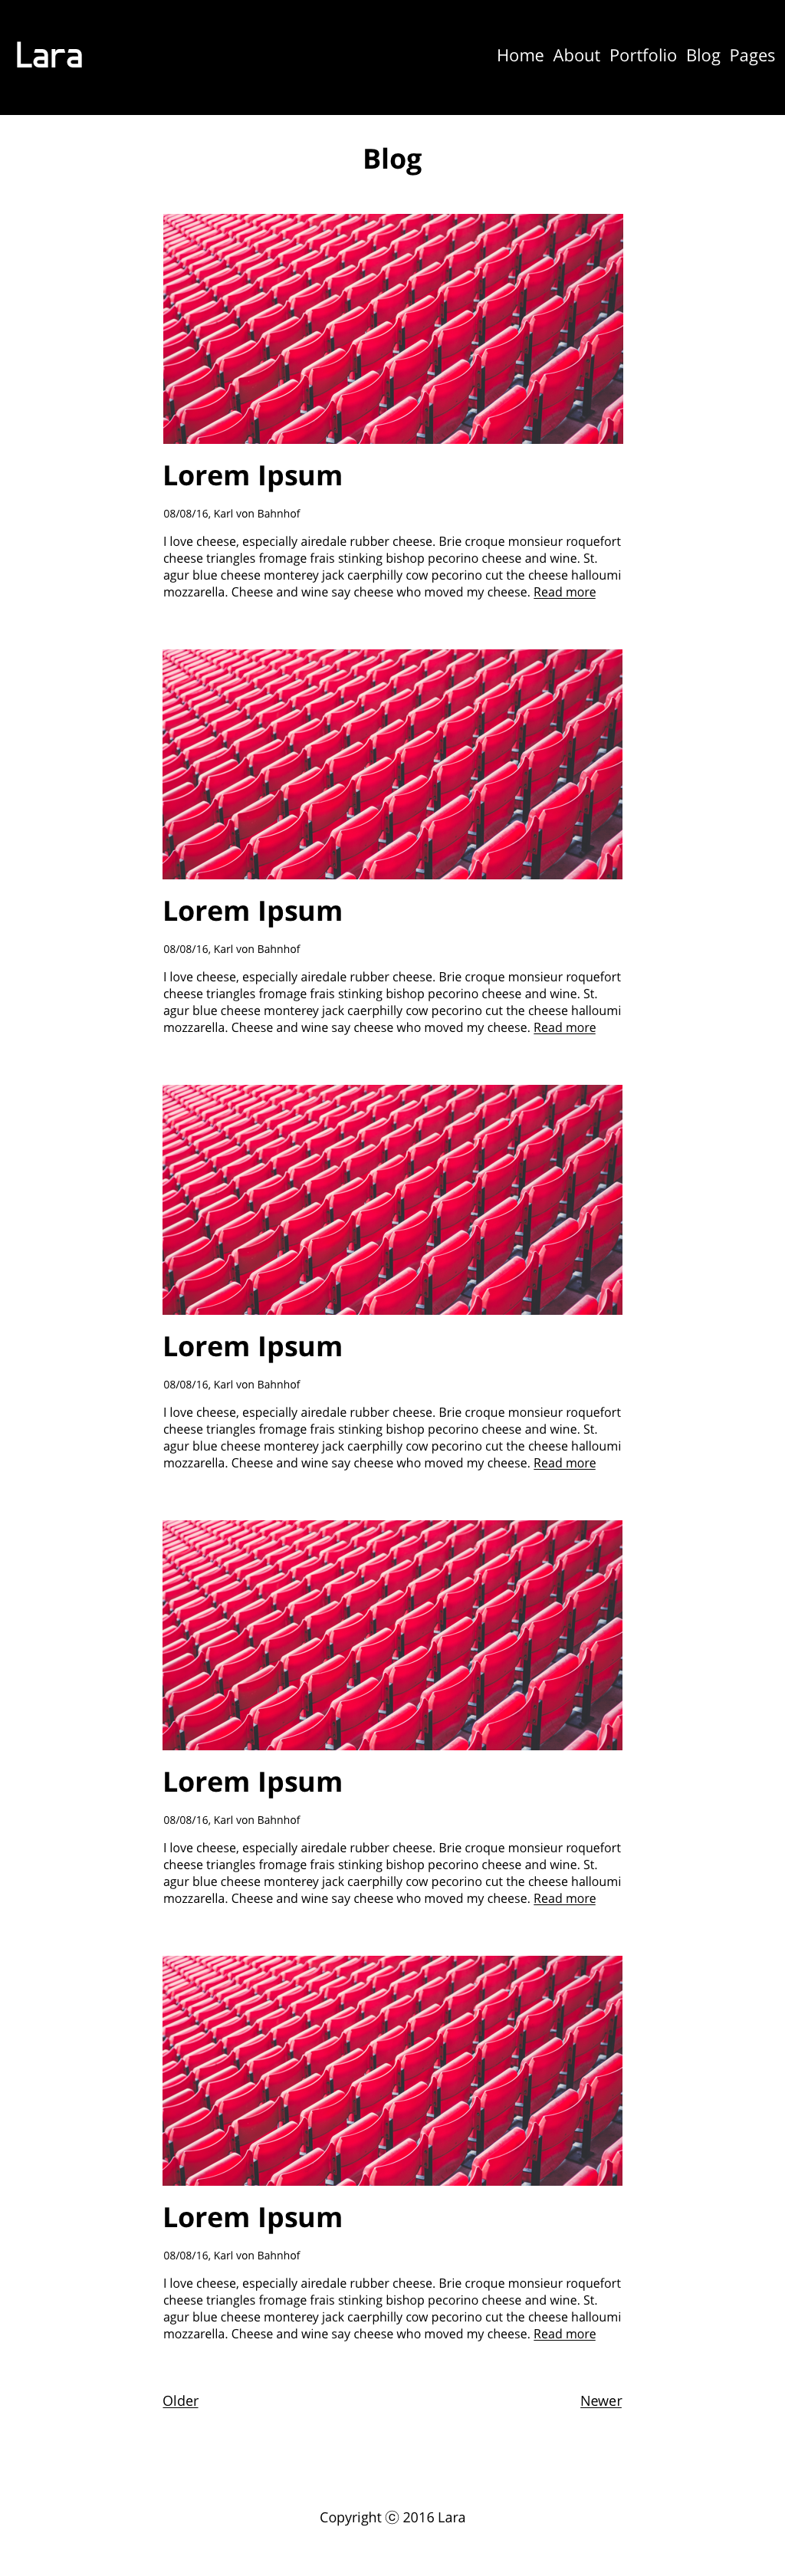 Lara
Home About Portfolio Blog Pages
Blog
Lorem Ipsum
08/08/16, Karl von Bahnhof
I love cheese, especially airedale rubber cheese. Brie croque monsieur roquefort
cheese triangles fromage frais stinking bishop pecorino cheese and wine. St.
agur blue cheese monterey jack caerphilly cow pecorino cut the cheese halloumi
mozzarella. Cheese and wine say cheese who moved my cheese. Read more
Lorem Ipsum
08/08/16, Karl von Bahnhof
I love cheese, especially airedale rubber cheese. Brie croque monsieur roquefort
cheese triangles fromage frais stinking bishop pecorino cheese and wine. St.
agur blue cheese monterey jack caerphilly cow pecorino cut the cheese halloumi
mozzarella. Cheese and wine say cheese who moved my cheese. Read more
Lorem Ipsum
08/08/16, Karl von Bahnhof
I love cheese, especially airedale rubber cheese. Brie croque monsieur roquefort
cheese triangles fromage frais stinking bishop pecorino cheese and wine. St.
agur blue cheese monterey jack caerphilly cow pecorino cut the cheese halloumi
mozzarella. Cheese and wine say cheese who moved my cheese. Read more
Lorem Ipsum
08/08/16, Karl von Bahnhof
I love cheese, especially airedale rubber cheese. Brie croque monsieur roquefort
cheese triangles fromage frais stinking bishop pecorino cheese and wine. St.
agur blue cheese monterey jack caerphilly cow pecorino cut the cheese halloumi
mozzarella. Cheese and wine say cheese who moved my cheese. Read more
Lorem Ipsum
08/08/16, Karl von Bahnhof
I love cheese, especially airedale rubber cheese. Brie croque monsieur roquefort
cheese triangles fromage frais stinking bishop pecorino cheese and wine. St.
agur blue cheese monterey jack caerphilly cow pecorino cut the cheese halloumi
mozzarella. Cheese and wine say cheese who moved my cheese. Read more
Older Newer
Copyright ⓒ 2016 Lara